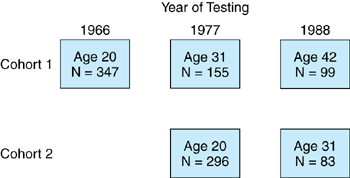 Year of Testing
1966 1977 1988
Cohort 1
Age 20
N = 347
Age 31
N = 155
Age 42
N = 99
Cohort 2
Age 20
N = 296
Age 31
N = 83